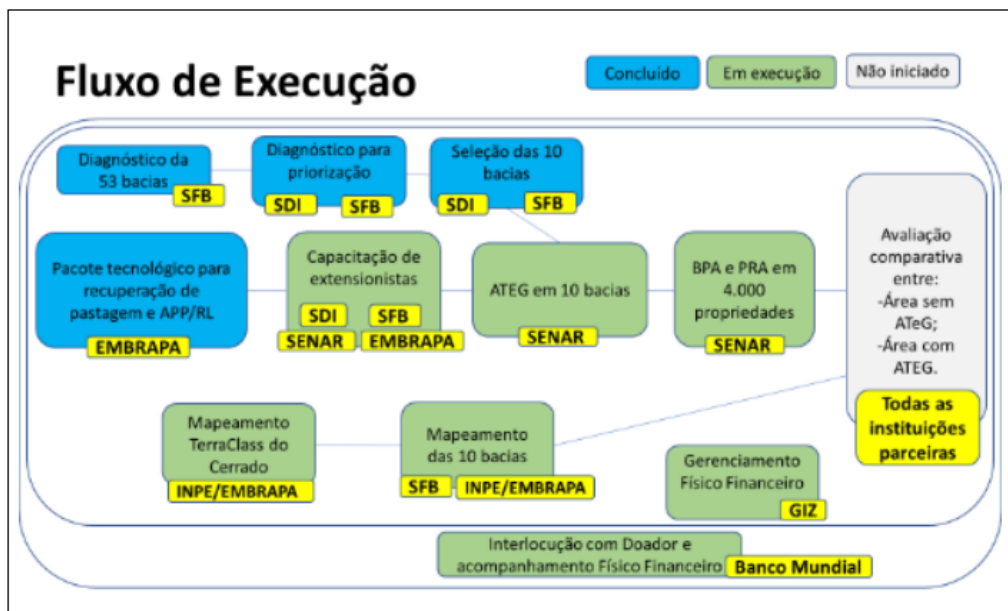 Fluxo de Execução
Concluído
Em execução
Não iniciado
Diagnóstico da
53 bacias
SFB
Diagnóstico para
priorização
SDI
SFB
Seleção das 10
bacias
SDI
SFB
Pacote tecnológico para
recuperação de
pastagem e APP/RL
EMBRAPA
Capacitação de
extensionistas
SDI
SFB
SENAR
EMBRAPA
ATEG em 10 bacias
SENAR
BPA e PRA em
4.000
propriedades
SENAR
Avaliação
comparativa
entre:
-Área sem
ATeG;
-Área com
ATEG.
Todas as
instituições
parceiras
Mapeamento
TerraClass do
Cerrado
INPE/EMBRAPA
Mapeamento
das 10 bacias
SFB
INPE/EMBRAPA
Gerenciamento
Físico Financeiro
GIZ
Interlocução com Doador e
acompanhamento Físico Financeiro
Banco Mundial